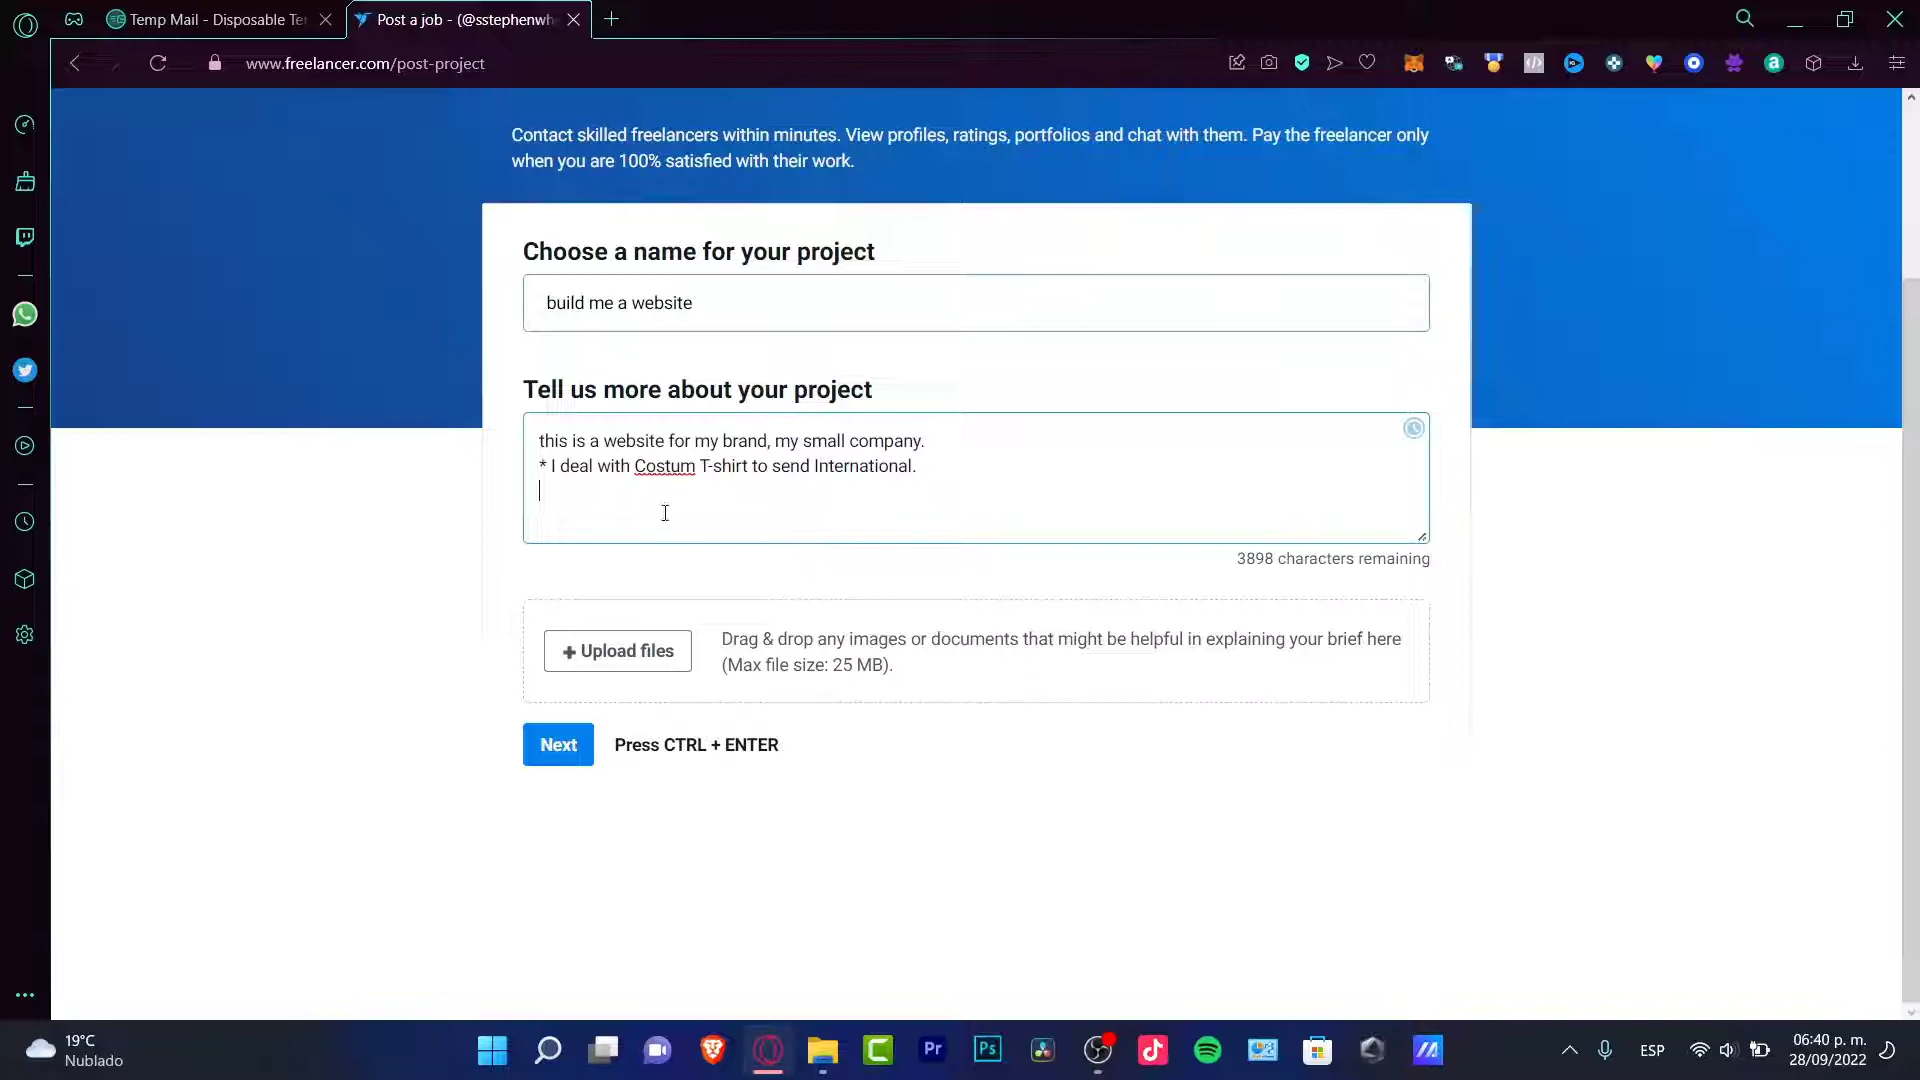 Temp Mail - Disposable Te
Post a job - (@sstephenwh
www.freelancer.com/post-project
Contact skilled freelancers within minutes. View profiles, ratings, portfolios and chat with them. Pay the freelancer only
when you are 100% satisfied with their work.
Choose a name for your project
build me a website
Tell us more about your project
this is a website for my brand, my small company.
* I deal with Costum T-shirt to send International.
3898 characters remaining
+ Upload files
Drag & drop any images or documents that might be helpful in explaining your brief here
(Max file size: 25 MB).
Next
Press CTRL + ENTER
19°C
Nublado
Pr
Ps
ESP
06:40 p. m.
28/09/2022